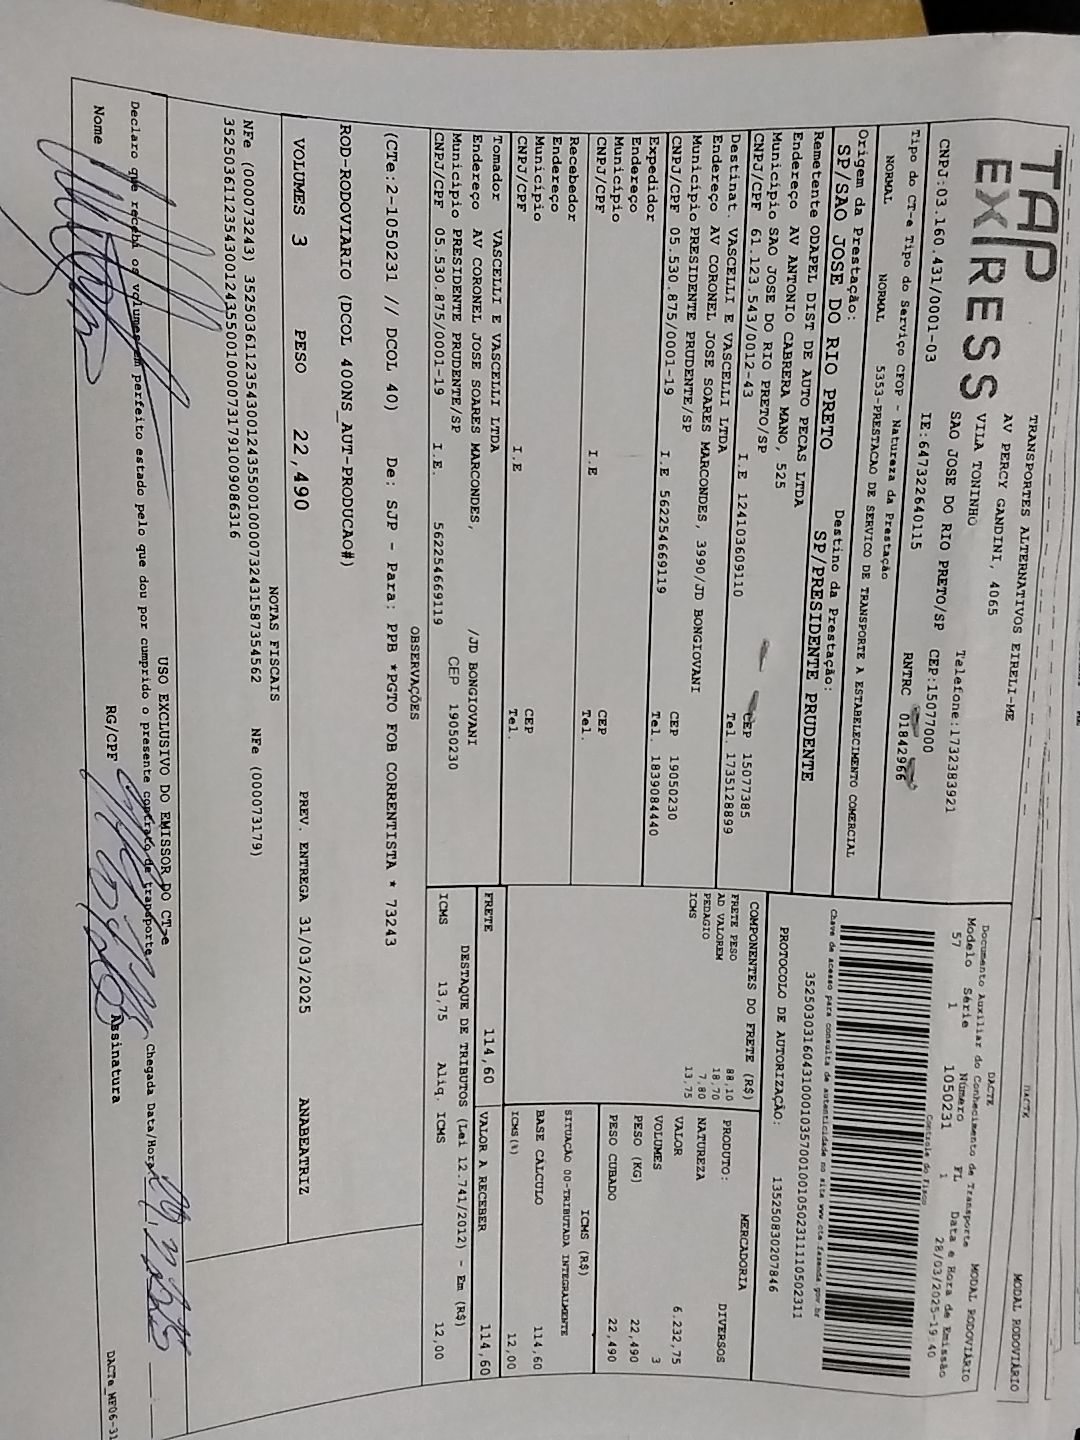 TAP
EXPRESS
TRANSPORTES ALTERNATIVOS EIRELI-ME
AV PERCY GANDINI, 4065
VILA TONINHO
SAO JOSE DO RIO PRETO/SP
Telefone:1732383921
CEP:15077000
CNPJ:03.160.431/0001-03 IE:647322640115 RNTRC 01842966
Tipo do CT-e Tipo do Serviço CFOP - Natureza da Prestação
NORMAL NORMAL 5353-PRESTACAO DE SERVICO DE TRANSPORTE A ESTABELECIMENTO COMERCIAL
Origem da Prestação: Destino da Prestação:
SP/SAO JOSE DO RIO PRETO SP/PRESIDENTE PRUDENTE
DACTE MODAL RODOVIÁRIO
DACTE
Documento Auxiliar do Conhecimento de Transporte MODAL RODOVIÁRIO
Modelo Série Número FL Data e Hora de Emissão
57 1 1050231 1 28/03/2025-19:40
Controle do Fisco
Chave de acesso para consulta de autenticidade no site www.cte.fazenda.gov.br
35250303160431000103570010010502311110502311
PROTOCOLO DE AUTORIZAÇÃO: 135250830207846
Remetente ODAPEL DIST DE AUTO PECAS LTDA
Endereço AV ANTONIO CABRERA MANO, 525
Município SAO JOSE DO RIO PRETO/SP CEP 15077385
CNPJ/CPF 61.123.543/0012-43 I.E 124103609110 Tel. 1735128899
Destinat. VASCELLI E VASCELLI LTDA
Endereço AV CORONEL JOSE SOARES MARCONDES, 3990/JD BONGIOVANI
Município PRESIDENTE PRUDENTE/SP CEP 19050230
CNPJ/CPF 05.530.875/0001-19 I.E 562254669119 Tel. 1839084440
Expedidor
Endereço
Município CEP
CNPJ/CPF I.E Tel.
Recebedor
Endereço
Município CEP
CNPJ/CPF I.E Tel.
Tomador VASCELLI E VASCELLI LTDA
Endereço AV CORONEL JOSE SOARES MARCONDES, /JD BONGIOVANI
Municipio PRESIDENTE PRUDENTE/SP CEP 19050230
CNPJ/CPF 05.530.875/0001-19 I.E. 562254669119
COMPONENTES DO FRETE (R$)
FRETE PESO 88,10
AD VALOREM 18,70
PEDAGIO 7,80
ICMS 13,75
MERCADORIA
PRODUTO: DIVERSOS
NATUREZA
VALOR 6.232,75
VOLUMES 3
PESO (KG) 22,490
PESO CUBADO 22,490
ICMS (R$)
SITUAÇÃO 00-TRIBUTADA INTEGRALMENTE
BASE CÁLCULO 114,60
ICMS(%) 12,00
FRETE 114,60 VALOR A RECEBER 114,60
DESTAQUE DE TRIBUTOS (Lei 12.741/2012) - Em (R$)
ICMS 13,75 Aliq. ICMS 12,00
OBSERVAÇÕES
(CTe:2-1050231 // DCOL 40) De: SJP - Para: PPB *PGTO FOB CORRENTISTA * 73243
ROD-RODOVIARIO (DCOL 400NS_AUT-PRODUCAO#)
VOLUMES 3 PESO 22,490 PREV. ENTREGA 31/03/2025 ANABEATRIZ
NOTAS FISCAIS
NFe (000073243) 35250361123543001243550010000732431587354562 NFe (000073179)
35250361123543001243550010000731791009086316
USO EXCLUSIVO DO EMISSOR DO CT-e
Declaro que recebi os volumes em perfeito estado pelo que dou por cumprido o presente contrato de transporte Chegada Data/Hora
Nome RG/CPF Assinatura
DACTe_MF06-31